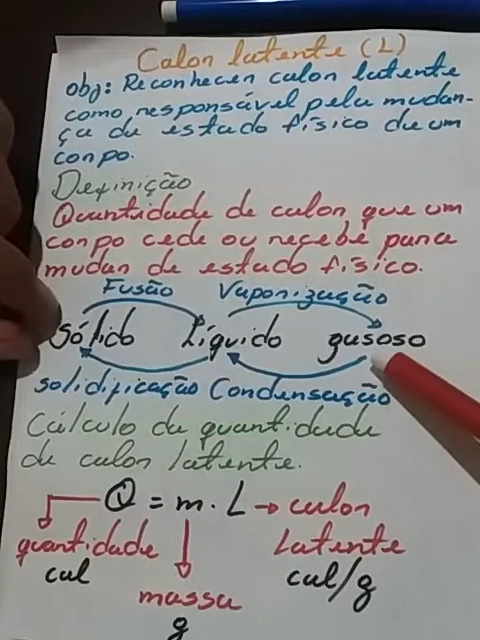 Calor latente (L)
obj: Reconhecer calor latente
como responsável pela mudan-
ça de estado físico de um
corpo.
Definição
Quantidade de calor que um
corpo cede ou recebe para
mudar de estado físico.
Fusão Vaporização
Sólido Líquido gasoso
solidificação Condensação
Cálculo da quantidade
de calor latente.
Q = m . L → calor
quantidade latente
cal cal/g
massa
g